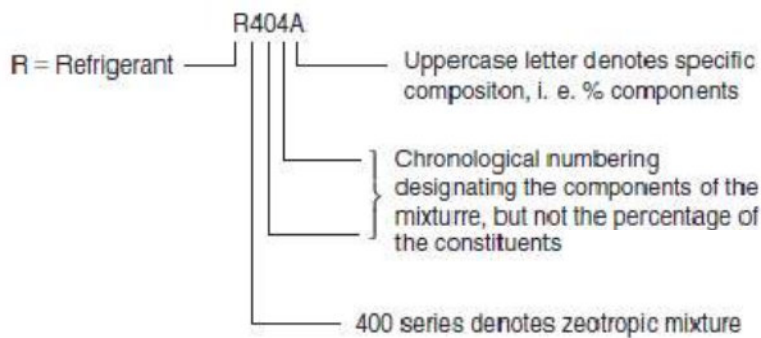 R404A
R = Refrigerant
Uppercase letter denotes specific
compositon, i. e. % components
Chronological numbering
designating the components of the
mixturre, but not the percentage of
the constituents
400 series denotes zeotropic mixture